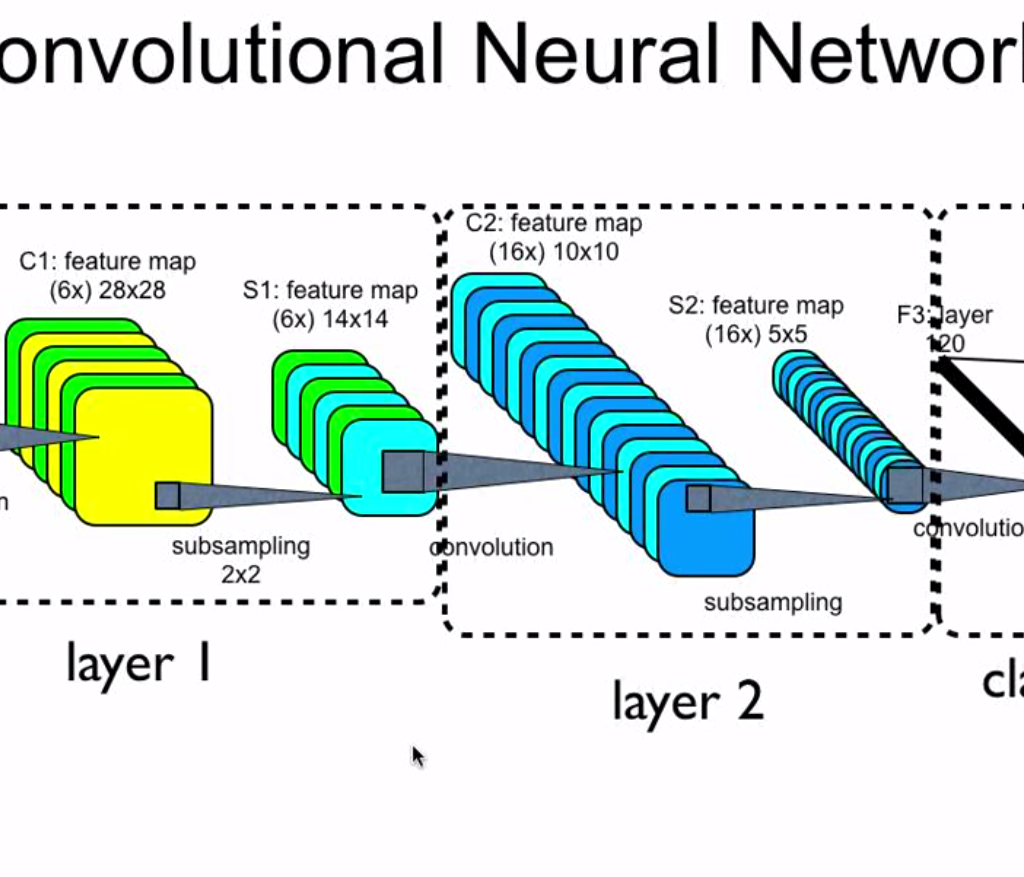 onvolutional Neural Networ
C1: feature map
(6x) 28x28
S1: feature map
(6x) 14x14
C2: feature map
(16x) 10x10
S2: feature map
(16x) 5x5
F3: layer
120
n
subsampling
2x2
convolution
subsampling
convolutio
layer 1
layer 2
cla